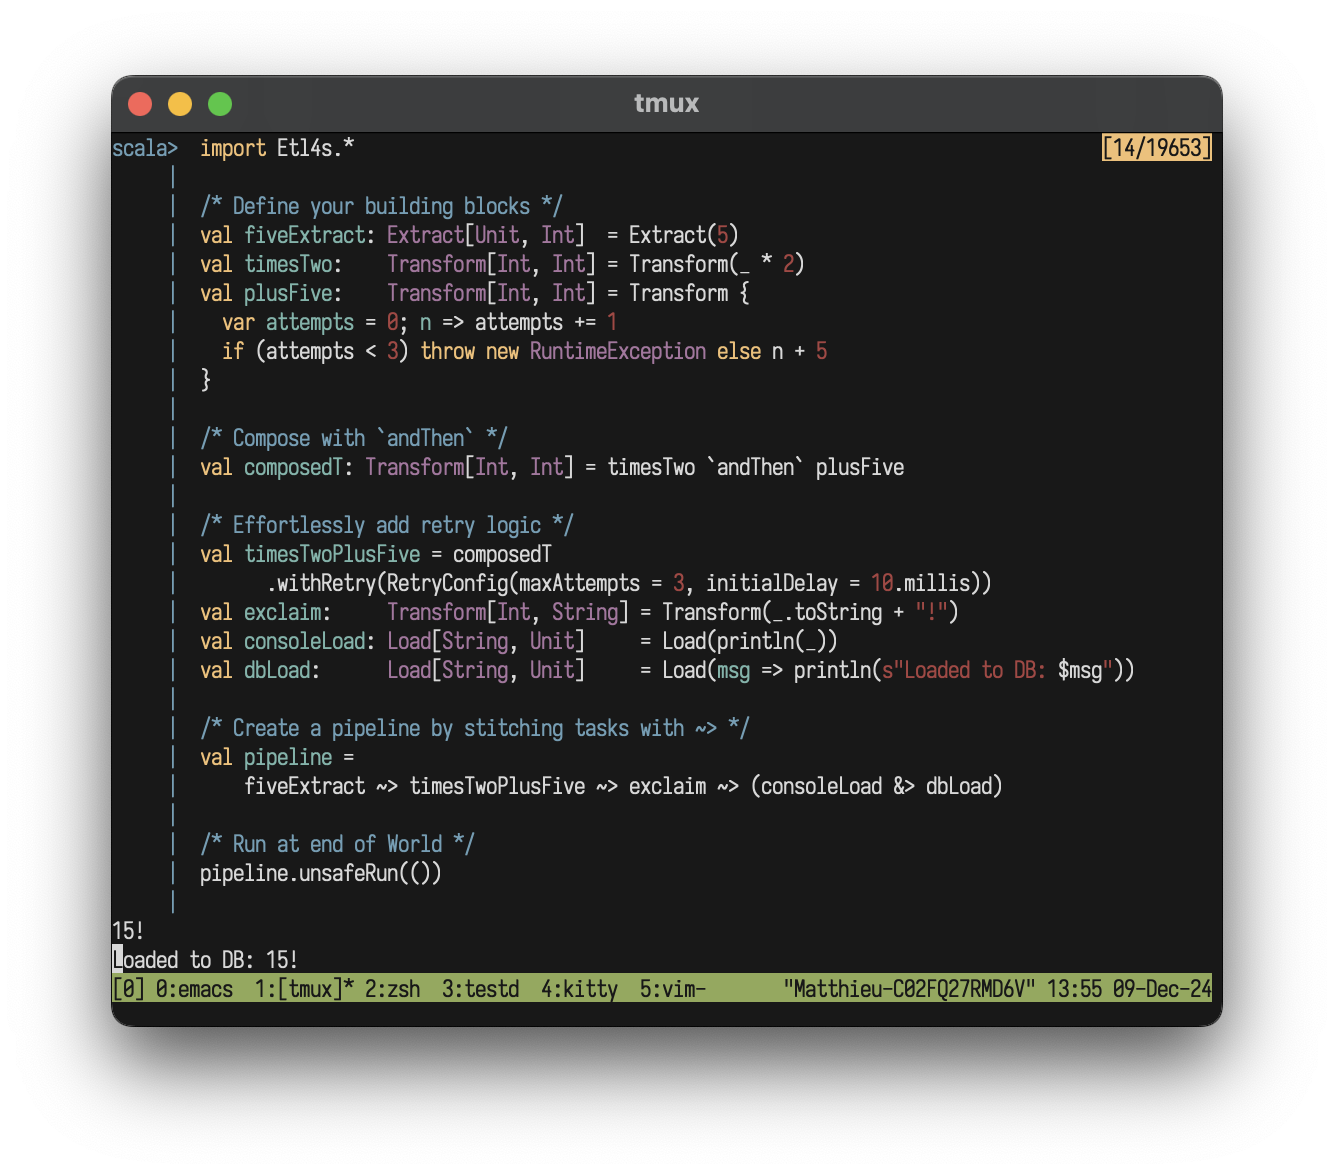 tmux
scala>  import Etl4s.*                                                                    [14/19653]
     |
     |  /* Define your building blocks */
     |  val fiveExtract: Extract[Unit, Int]  = Extract(5)
     |  val timesTwo:    Transform[Int, Int] = Transform(_ * 2)
     |  val plusFive:    Transform[Int, Int] = Transform {
     |    var attempts = 0; n => attempts += 1
     |    if (attempts < 3) throw new RuntimeException else n + 5
     |  }
     |
     |  /* Compose with `andThen` */
     |  val composedT: Transform[Int, Int] = timesTwo `andThen` plusFive
     |
     |  /* Effortlessly add retry logic */
     |  val timesTwoPlusFive = composedT
     |        .withRetry(RetryConfig(maxAttempts = 3, initialDelay = 10.millis))
     |  val exclaim:     Transform[Int, String] = Transform(_.toString + "!")
     |  val consoleLoad: Load[String, Unit]     = Load(println(_))
     |  val dbLoad:      Load[String, Unit]     = Load(msg => println(s"Loaded to DB: $msg"))
     |
     |  /* Create a pipeline by stitching tasks with ~> */
     |  val pipeline =
     |      fiveExtract ~> timesTwoPlusFive ~> exclaim ~> (consoleLoad &> dbLoad)
     |
     |  /* Run at end of World */
     |  pipeline.unsafeRun(())
     |
15!
Loaded to DB: 15!
[0] 0:emacs  1:[tmux]* 2:zsh  3:testd  4:kitty  5:vim-       "Matthieu-C02FQ27RMD6V" 13:55 09-Dec-24